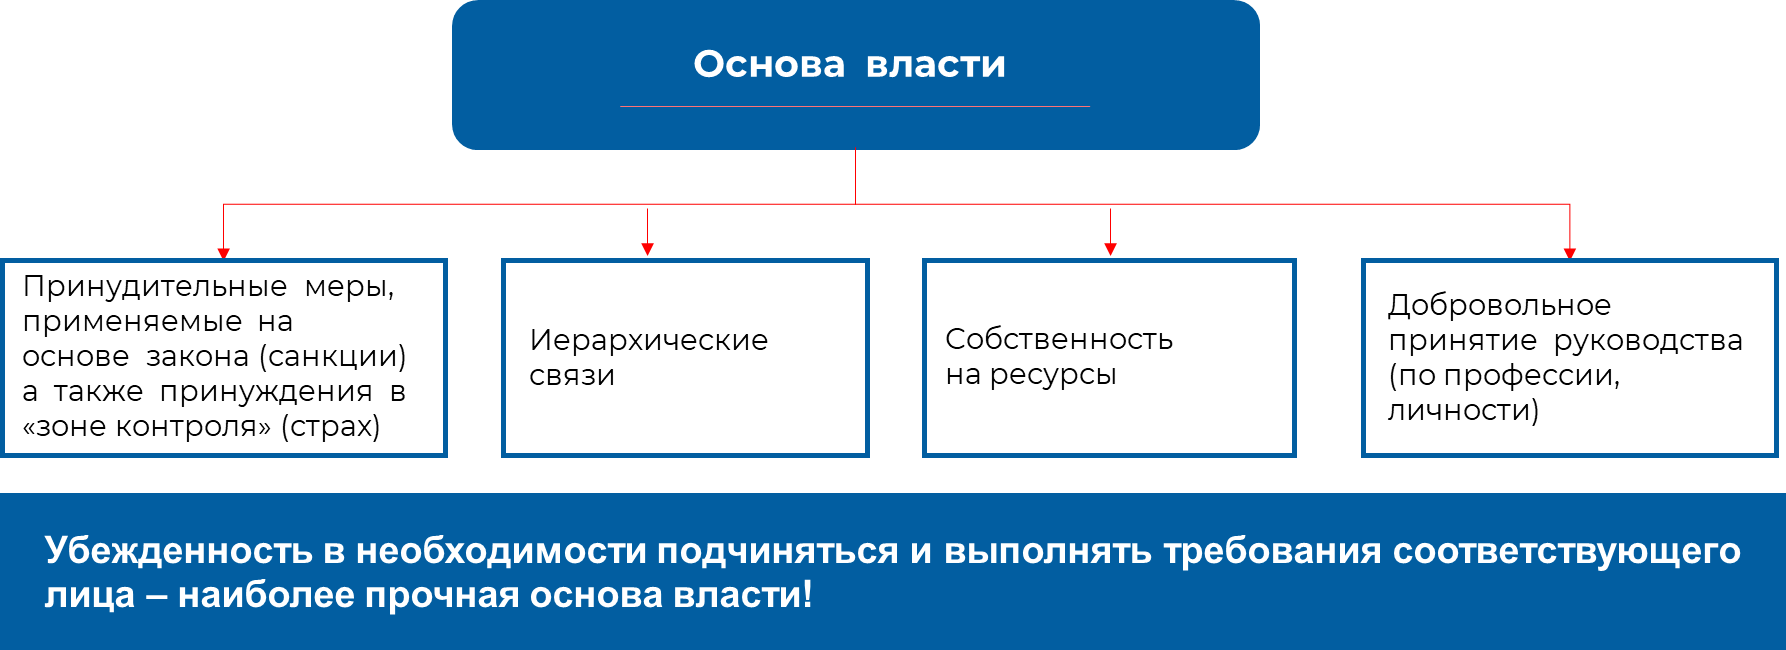 Основа власти
Принудительные меры,
применяемые на
основе закона (санкции)
а также принуждения в
«зоне контроля» (страх)
Иерархические
связи
Собственность
на ресурсы
Добровольное
принятие руководства
(по профессии,
личности)
Убежденность в необходимости подчиняться и выполнять требования соответствующего
лица – наиболее прочная основа власти!